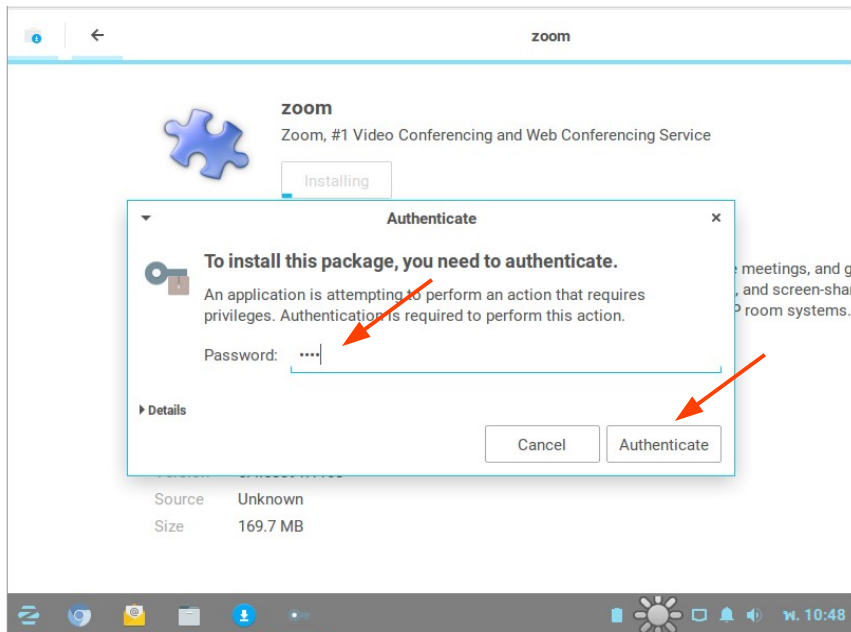 zoom
zoom
Zoom, #1 Video Conferencing and Web Conferencing Service
Installing
Authenticate
To install this package, you need to authenticate.
meetings, and g
An application is attempting to perform an action that requires
, and screen-shar
privileges. Authentication is required to perform this action.
P room systems.
Password: ••••
Details
Cancel
Authenticate
Source Unknown
Size 169.7 MB
พ. 10:48